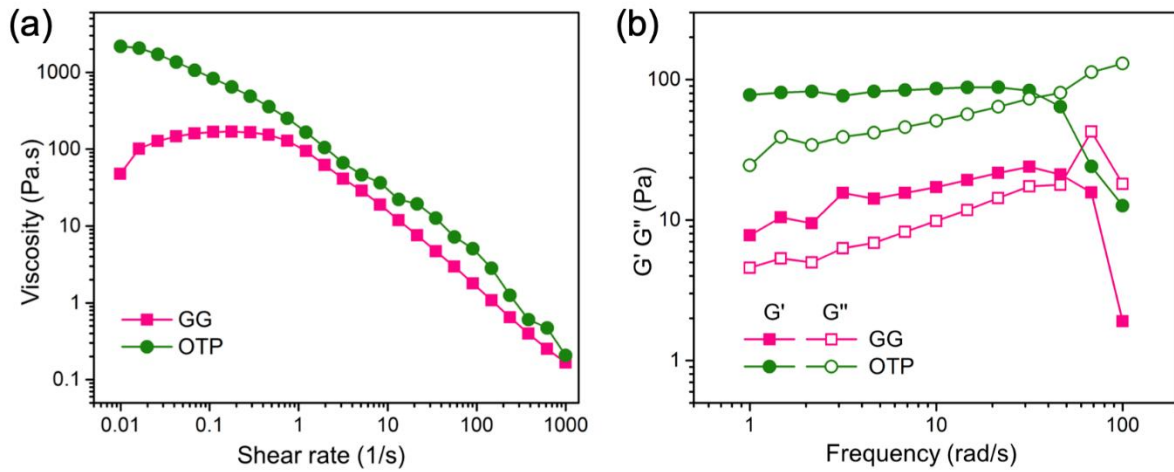 (a)
Viscosity (Pa.s)
1000
100
10
1
0.1
GG
OTP
0.01
0.1
1
10
100
1000
Shear rate (1/s)
(b)
G' G" (Pa)
100
10
1
G' G"
GG
OTP
1
10
100
Frequency (rad/s)